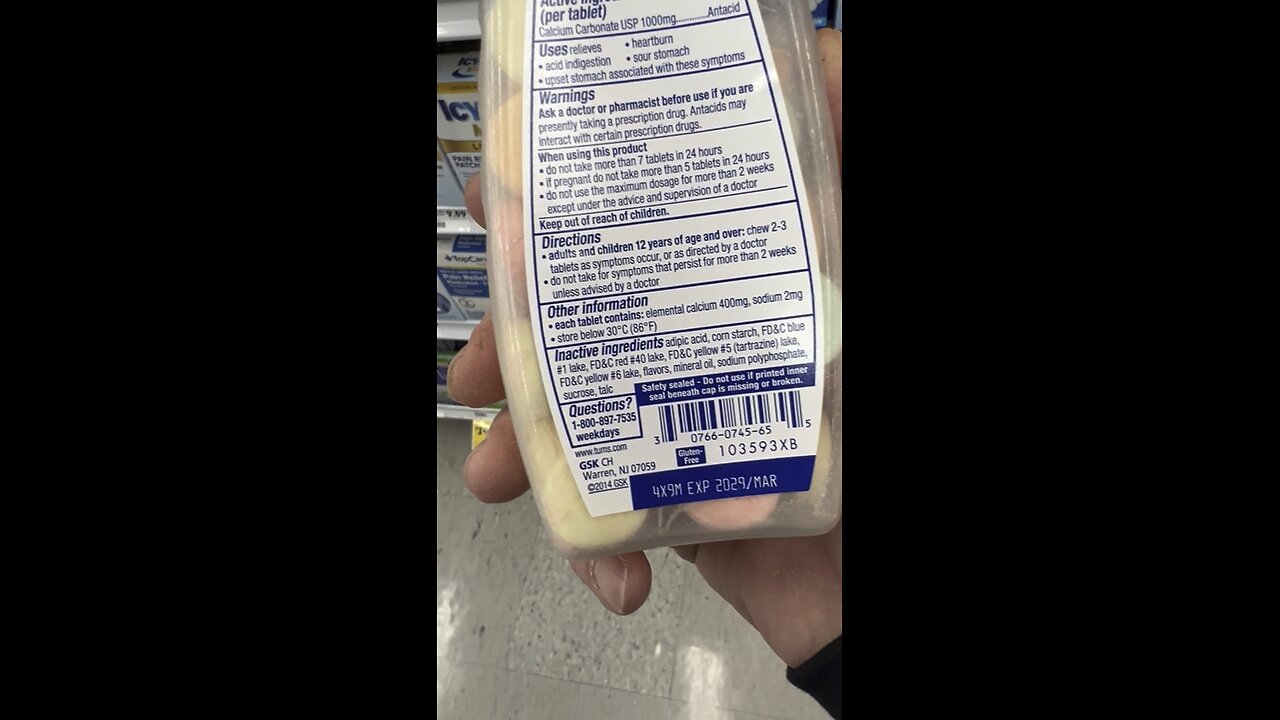 Active
(per tablet)
Calcium Carbonate USP 1000mg............Antacid
Uses relieves • heartburn
• acid indigestion • sour stomach
• upset stomach associated with these symptoms
Warnings
Ask a doctor or pharmacist before use if you are
presently taking a prescription drug. Antacids may
interact with certain prescription drugs.
When using this product
• do not take more than 7 tablets in 24 hours
• if pregnant do not take more than 5 tablets in 24 hours
• do not use the maximum dosage for more than 2 weeks
except under the advice and supervision of a doctor
Keep out of reach of children.
Directions
• adults and children 12 years of age and over: chew 2-3
tablets as symptoms occur, or as directed by a doctor
• do not take for symptoms that persist for more than 2 weeks
unless advised by a doctor
Other information
• each tablet contains: elemental calcium 400mg, sodium 2mg
• store below 30°C (86°F)
Inactive ingredients adipic acid, corn starch, FD&C blue
#1 lake, FD&C red #40 lake, FD&C yellow #5 (tartrazine) lake,
FD&C yellow #6 lake, flavors, mineral oil, sodium polyphosphate,
sucrose, talc
Safety sealed - Do not use if printed inner
seal beneath cap is missing or broken.
Questions?
1-800-897-7535
weekdays
3 0766-0745-65 5
www.tums.com
GSK CH
Warren, NJ 07059
©2014 GSK
Gluten-
Free
103593XB
4X9M EXP 2029/MAR
ICY
PAIN
PATCH
9.99
TopCare
Pain Relief